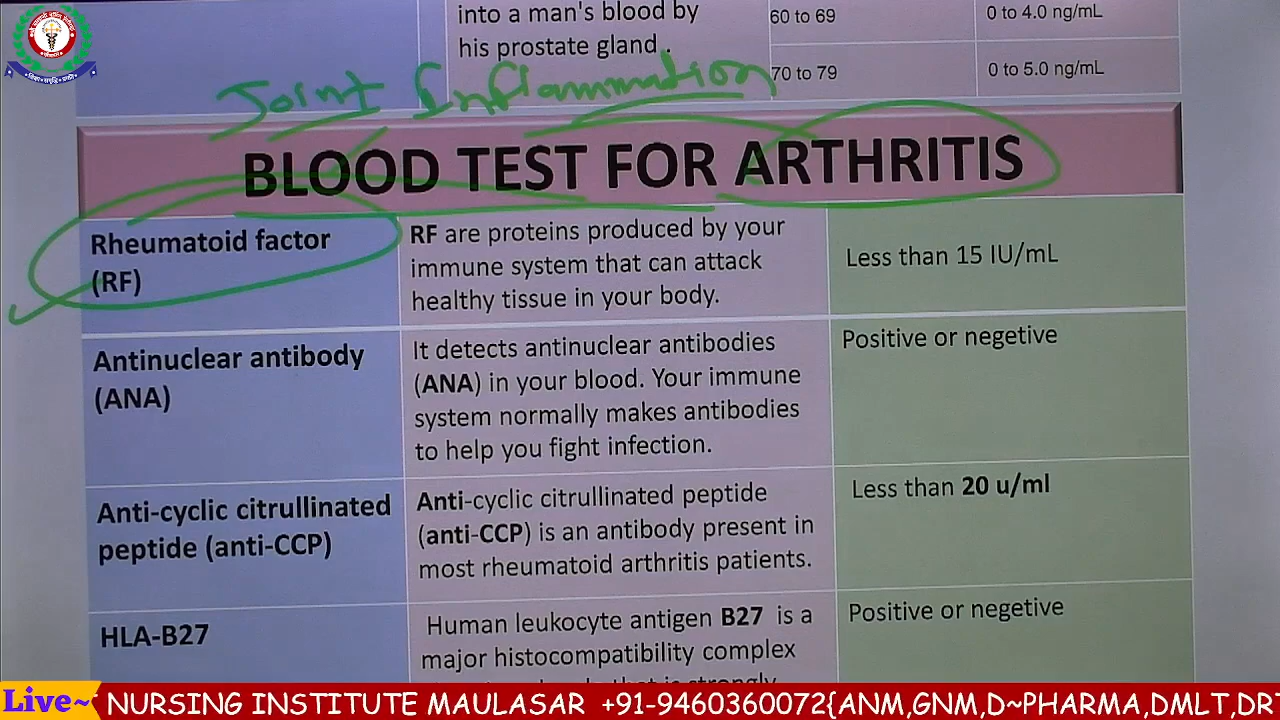 into a man's blood by
his prostate gland .
60 to 69
0 to 4.0 ng/mL
70 to 79
0 to 5.0 ng/mL
Joint Inflammation
BLOOD TEST FOR ARTHRITIS
Rheumatoid factor
(RF)
RF are proteins produced by your
immune system that can attack
healthy tissue in your body.
Less than 15 IU/mL
Antinuclear antibody
(ANA)
It detects antinuclear antibodies
(ANA) in your blood. Your immune
system normally makes antibodies
to help you fight infection.
Positive or negetive
Anti-cyclic citrullinated
peptide (anti-CCP)
Anti-cyclic citrullinated peptide
(anti-CCP) is an antibody present in
most rheumatoid arthritis patients.
Less than 20 u/ml
HLA-B27
Human leukocyte antigen B27 is a
major histocompatibility complex
Positive or negetive
Live~
NURSING INSTITUTE MAULASAR +91-9460360072{ANM,GNM,D~PHARMA,DMLT,DRT